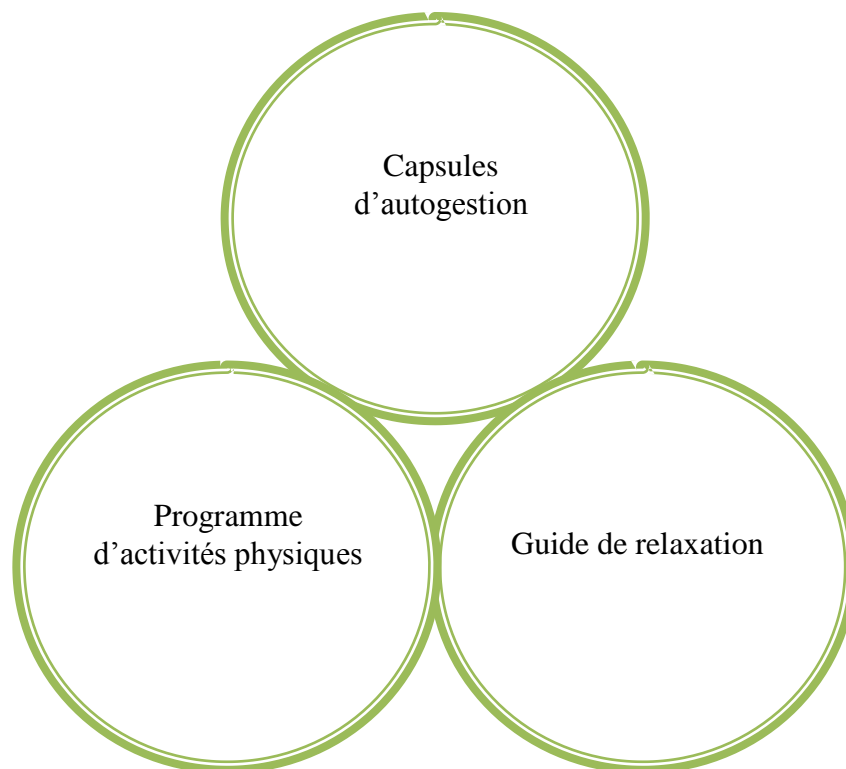 Capsules
d’autogestion
Programme
d’activités physiques
Guide de relaxation